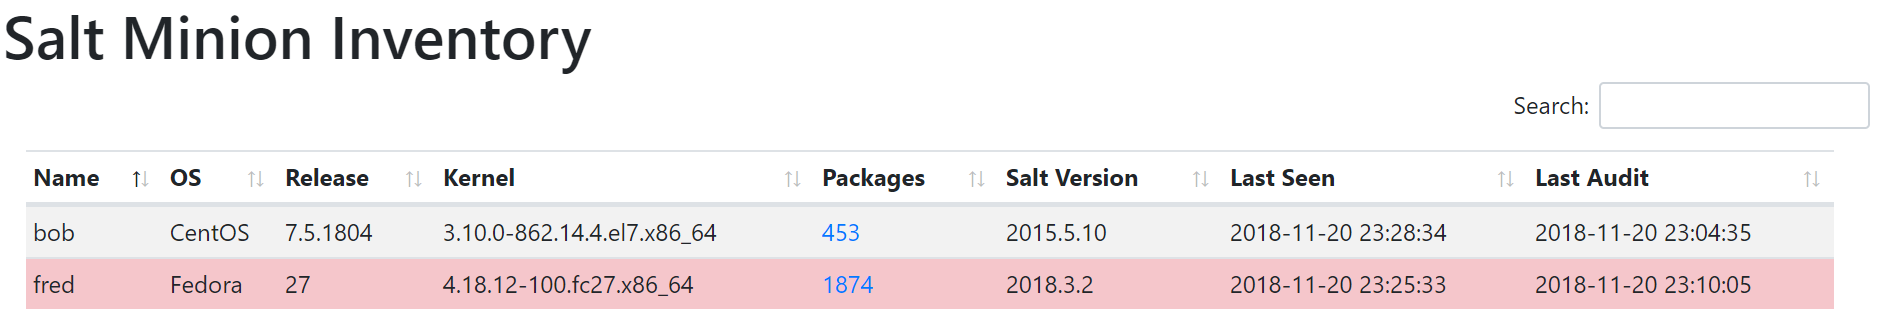 Salt Minion Inventory
Search:
Name OS Release Kernel Packages Salt Version Last Seen Last Audit
bob CentOS 7.5.1804 3.10.0-862.14.4.el7.x86_64 453 2015.5.10 2018-11-20 23:28:34 2018-11-20 23:04:35
fred Fedora 27 4.18.12-100.fc27.x86_64 1874 2018.3.2 2018-11-20 23:25:33 2018-11-20 23:10:05